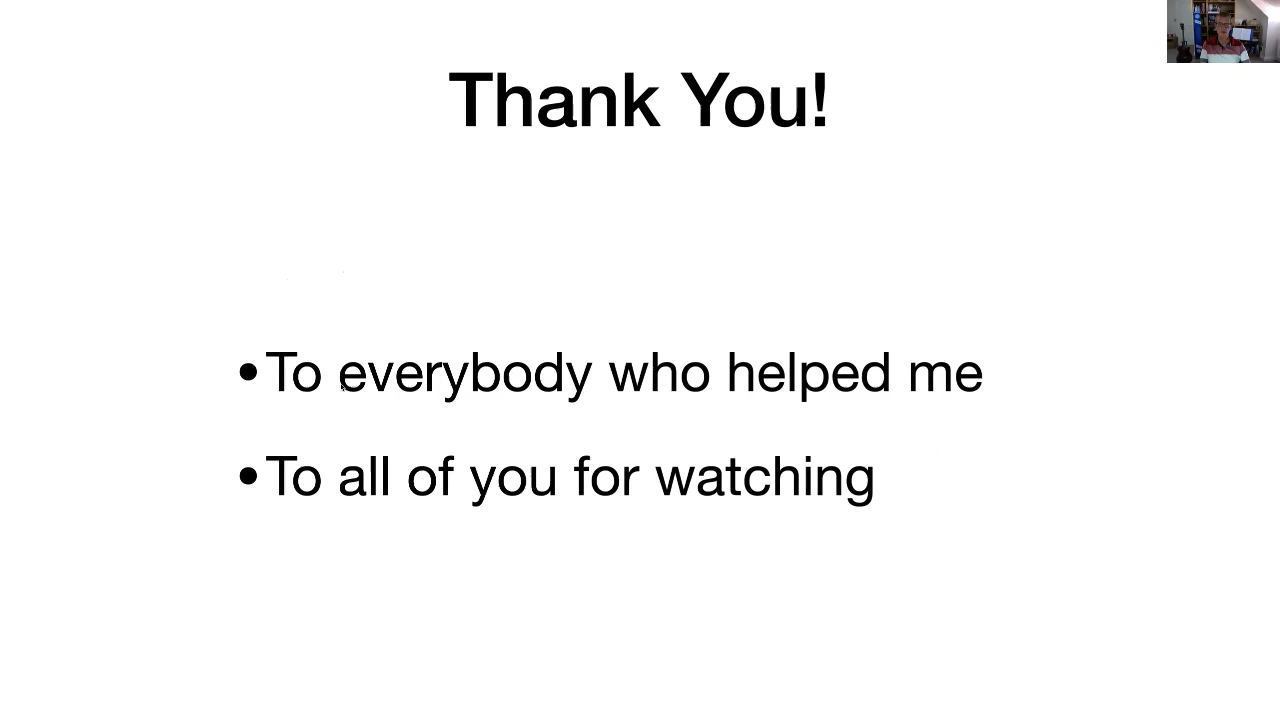 Thank You!
• To everybody who helped me
• To all of you for watching